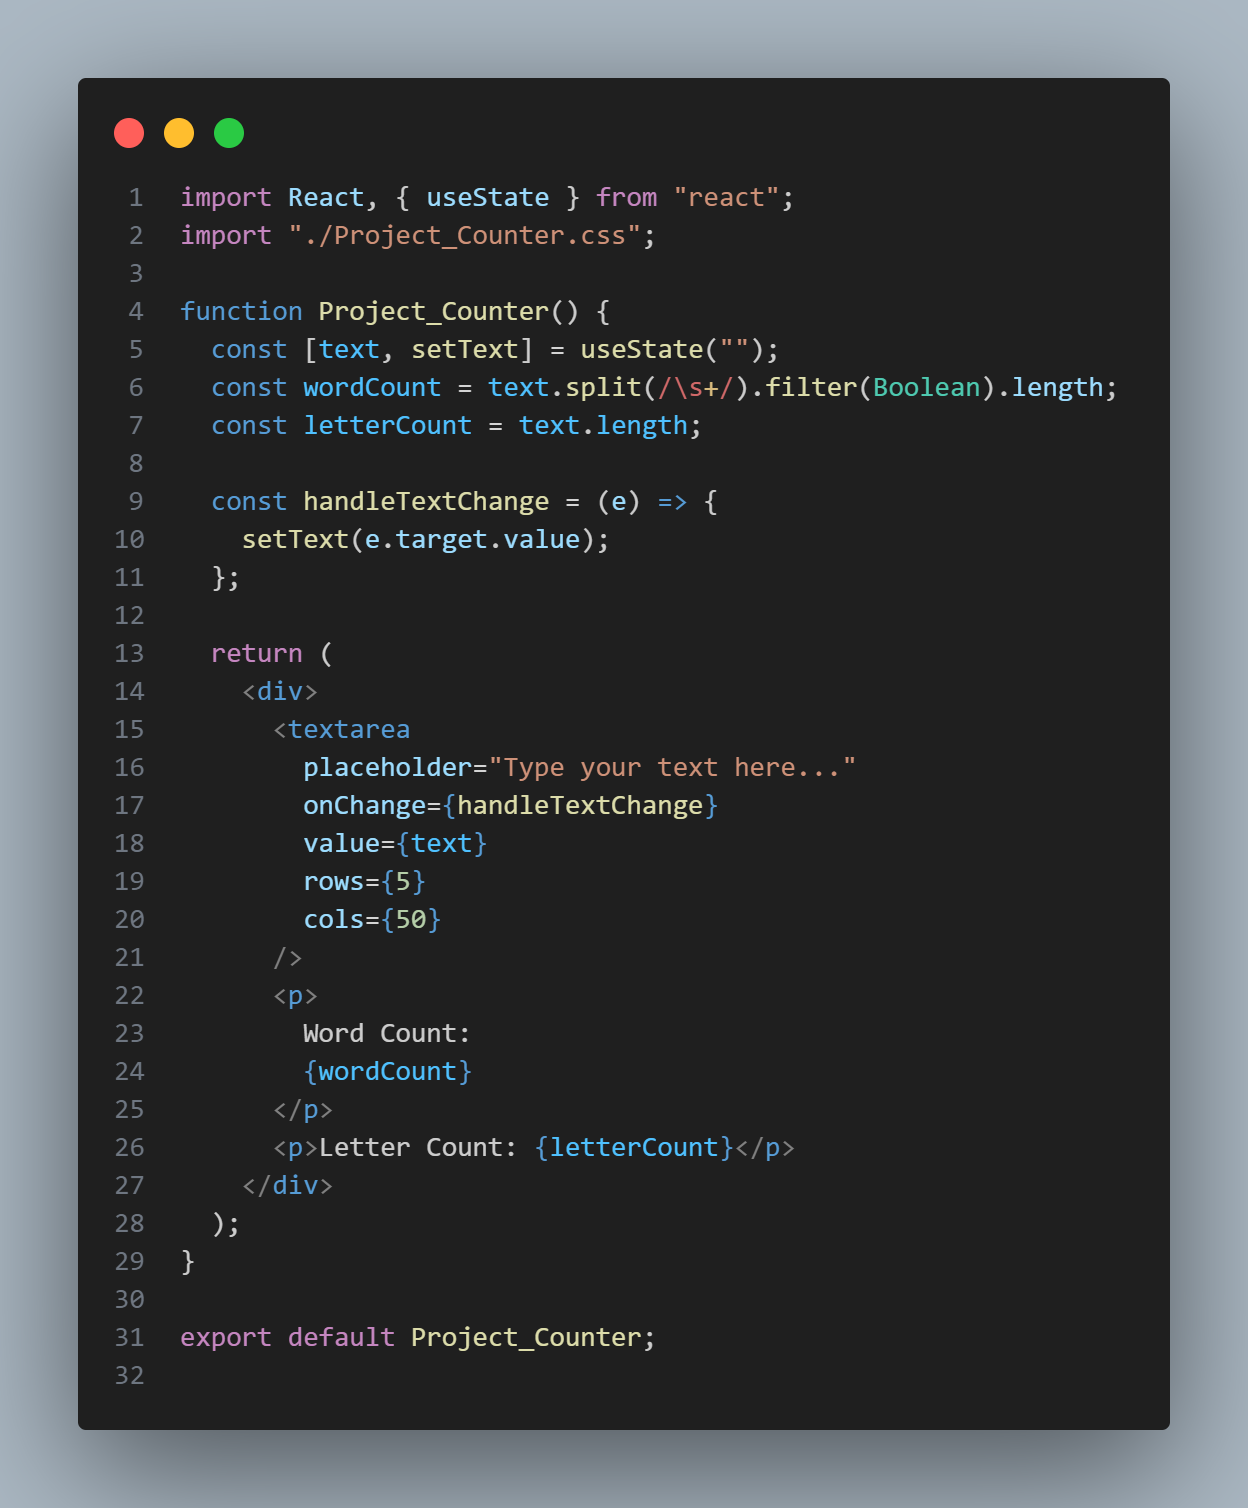 1 import React, { useState } from "react";
2 import "./Project_Counter.css";
3
4 function Project_Counter() {
5   const [text, setText] = useState("");
6   const wordCount = text.split(/\s+/).filter(Boolean).length;
7   const letterCount = text.length;
8
9   const handleTextChange = (e) => {
10     setText(e.target.value);
11   };
12
13   return (
14     <div>
15       <textarea
16         placeholder="Type your text here..."
17         onChange={handleTextChange}
18         value={text}
19         rows={5}
20         cols={50}
21       />
22       <p>
23         Word Count:
24         {wordCount}
25       </p>
26       <p>Letter Count: {letterCount}</p>
27     </div>
28   );
29 }
30
31 export default Project_Counter;
32